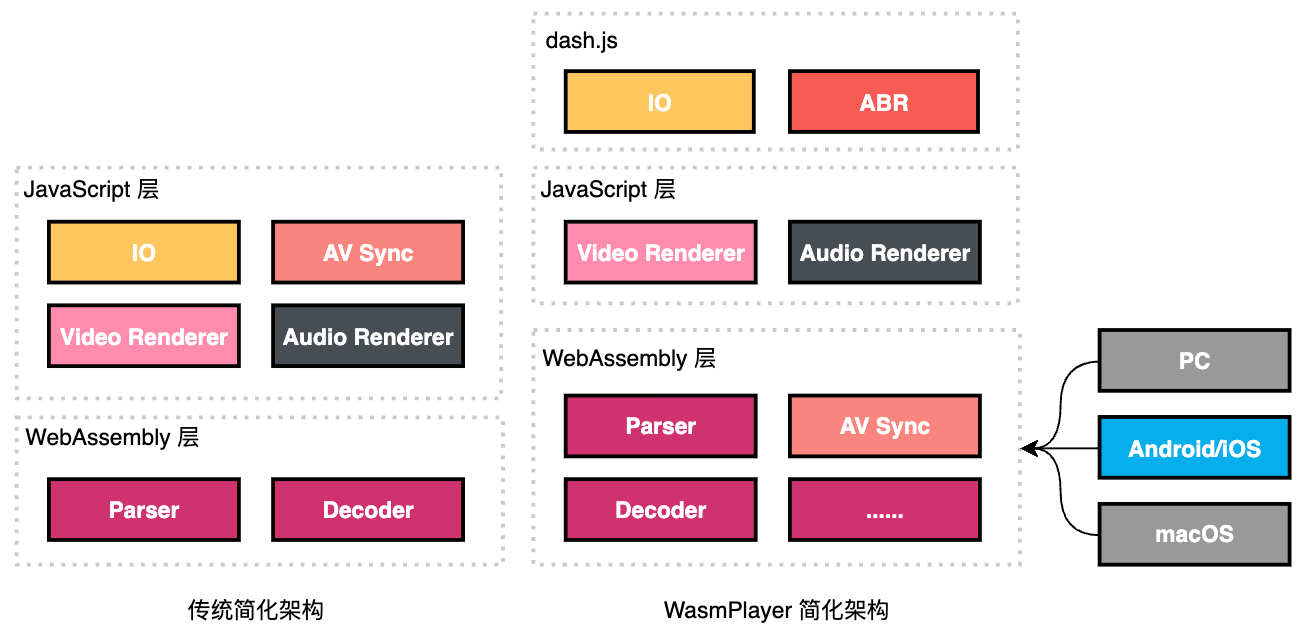 dash.js
IO
ABR
JavaScript 层
IO
AV Sync
Video Renderer
Audio Renderer
WebAssembly 层
Parser
Decoder
传统简化架构
JavaScript 层
Video Renderer
Audio Renderer
WebAssembly 层
Parser
AV Sync
Decoder
......
WasmPlayer 简化架构
PC
Android/iOS
macOS